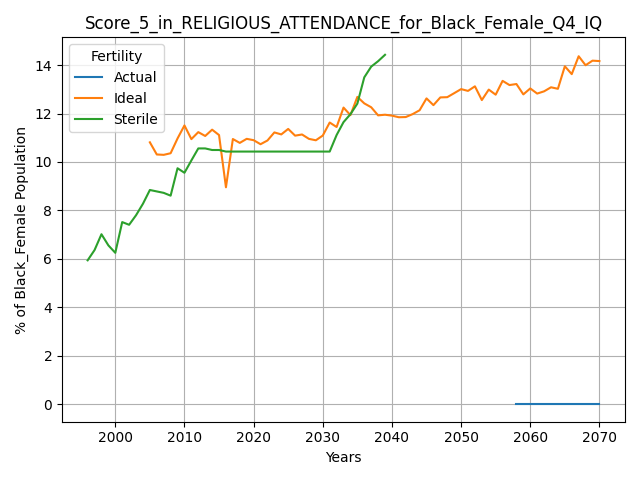 Score_5_in_RELIGIOUS_ATTENDANCE_for_Black_Female_Q4_IQ
Fertility
Actual
Ideal
Sterile
% of Black_Female Population
14
12
10
8
6
4
2
0
2000
2010
2020
2030
2040
2050
2060
2070
Years